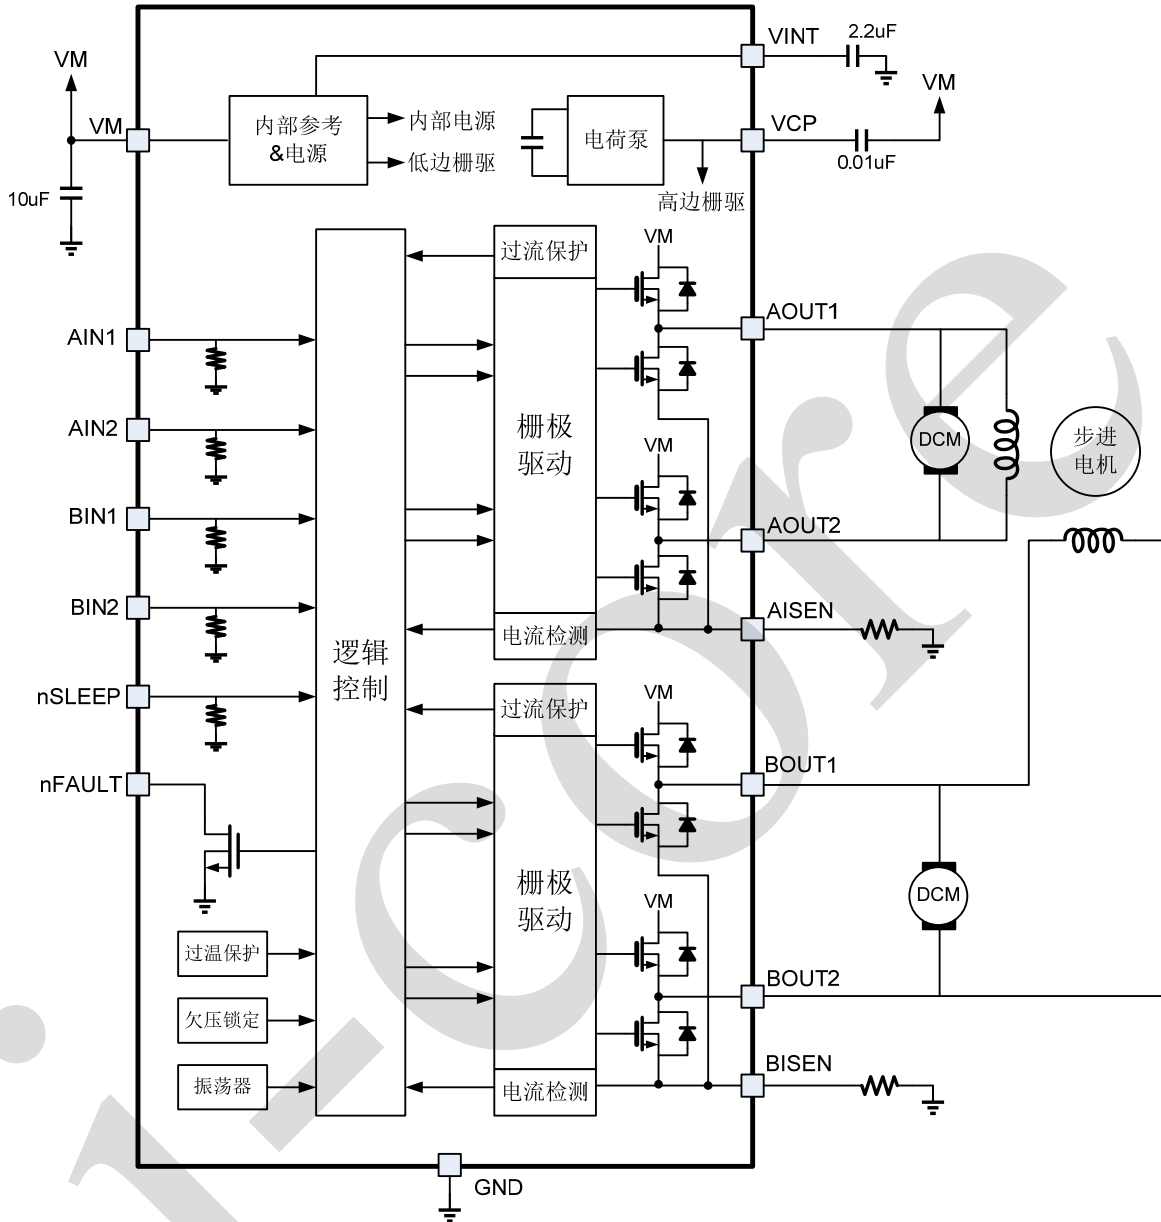 VINT
2.2uF
VM
VM
VM
内部参考
&电源
内部电源
低边栅驱
电荷泵
VCP
0.01uF
高边栅驱
10uF
过流保护
VM
AIN1
AOUT1
AIN2
栅极
驱动
VM
DCM
步进
电机
BIN1
AOUT2
BIN2
电流检测
AISEN
逻辑
控制
nSLEEP
过流保护
VM
nFAULT
BOUT1
栅极
驱动
VM
DCM
过温保护
BOUT2
欠压锁定
振荡器
电流检测
BISEN
GND
i-core